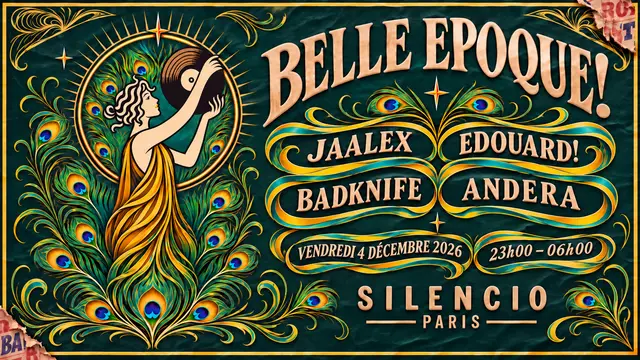 BELLE EPOQUE!
JAALEX
EDOUARD!
BADKNIFE
ANDERA
VENDREDI 4 DÉCEMBRE 2026
23h00 – 06h00
SILENCIO
PARIS